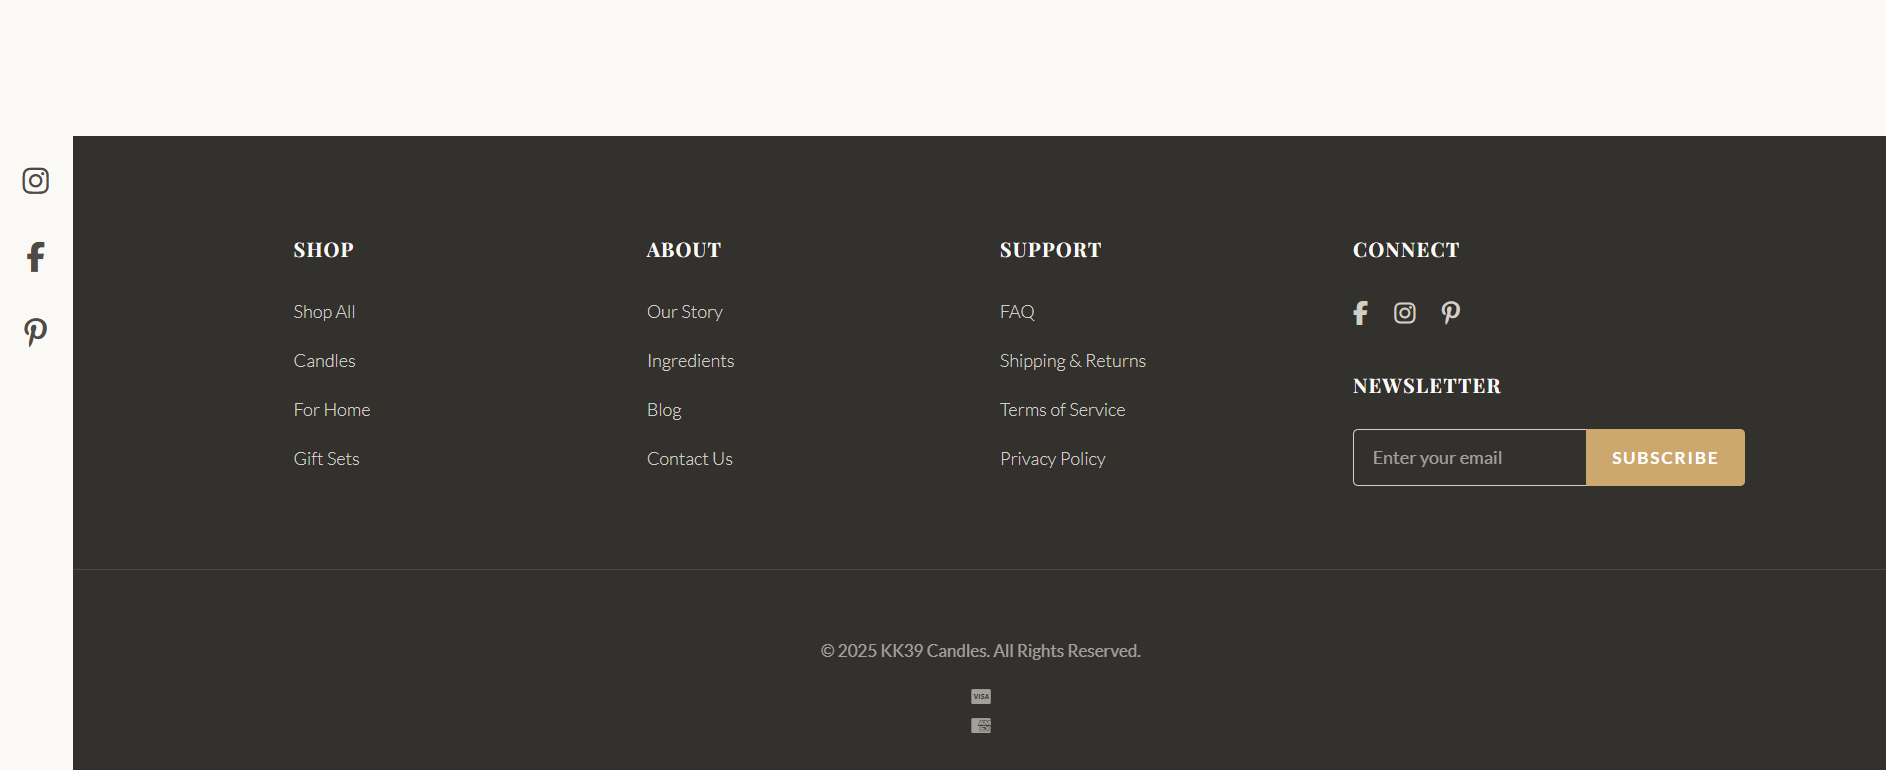 SHOP
Shop All
Candles
For Home
Gift Sets
ABOUT
Our Story
Ingredients
Blog
Contact Us
SUPPORT
FAQ
Shipping & Returns
Terms of Service
Privacy Policy
CONNECT
NEWSLETTER
Enter your email
SUBSCRIBE
© 2025 KK39 Candles. All Rights Reserved.
VISA